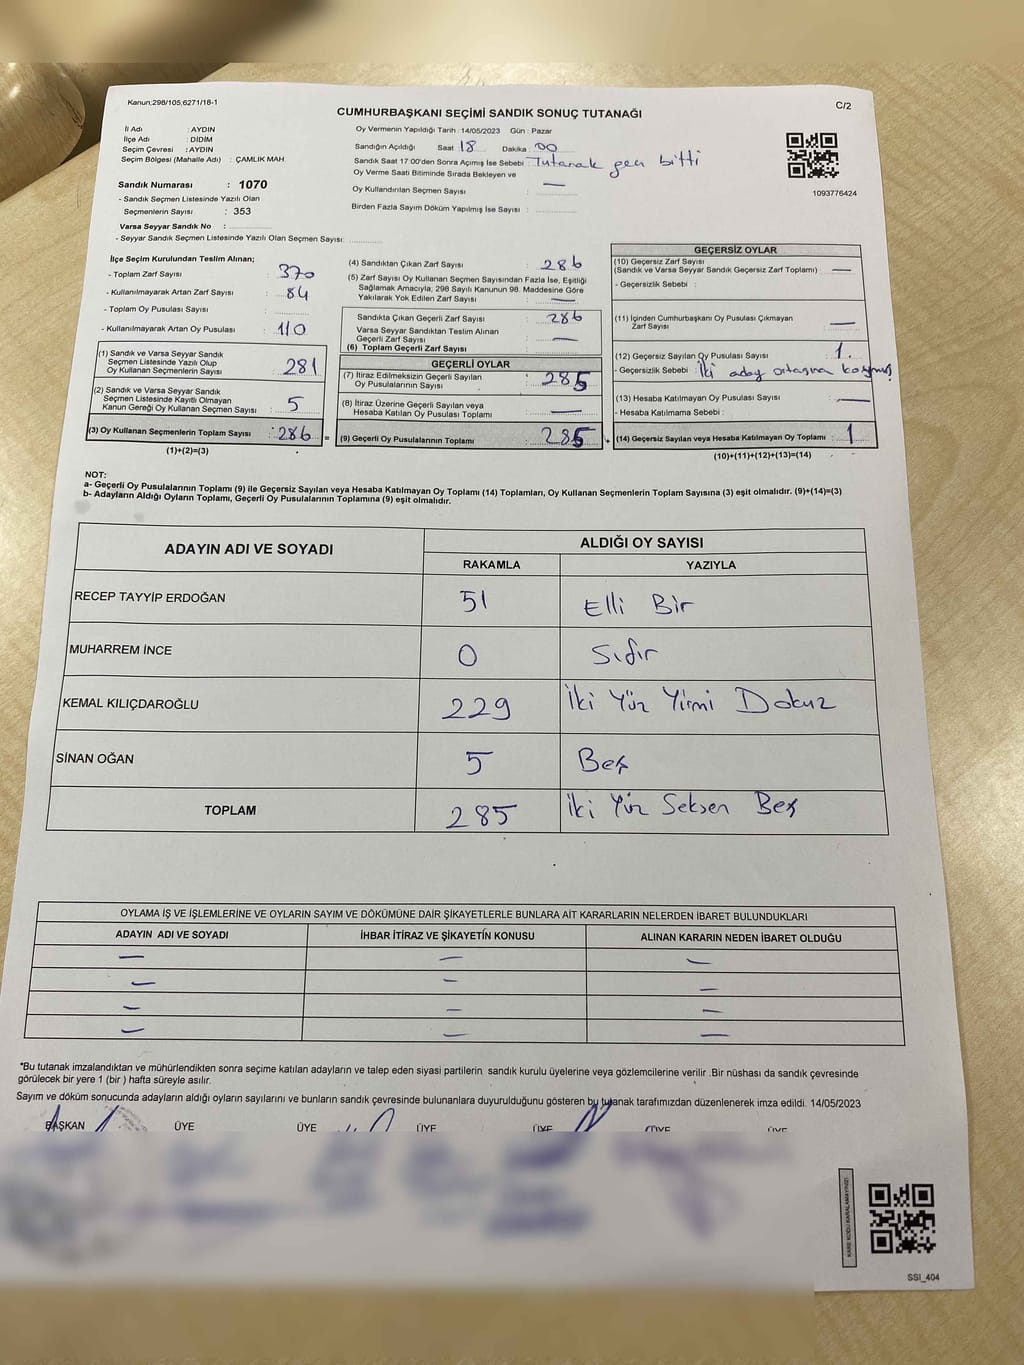 Kanun;298/105,6271/18-1
C/2
CUMHURBAŞKANI SEÇİMİ SANDIK SONUÇ TUTANAĞI
İl Adı : AYDIN
İlçe Adı : DİDİM
Seçim Çevresi : AYDIN
Seçim Bölgesi (Mahalle Adı) : ÇAMLIK MAH.
Sandık Numarası : 1070
- Sandık Seçmen Listesinde Yazılı Olan
Seçmenlerin Sayısı : 353
Varsa Seyyar Sandık No :
- Seyyar Sandık Seçmen Listesinde Yazılı Olan Seçmen Sayısı:
Oy Vermenin Yapıldığı Tarih : 14/05/2023 Gün : Pazar
Sandığın Açıldığı Saat 18 Dakika : 00
Sandık Saat 17:00'den Sonra Açımış İse Sebebi : Tutanak geç bitti
Oy Verme Saati Bitiminde Sırada Bekleyen ve
Oy Kullandırılan Seçmen Sayısı —
Birden Fazla Sayım Döküm Yapılmış İse Sayısı :
1093776424
İlçe Seçim Kurulundan Teslim Alınan;
- Toplam Zarf Sayısı : 370
- Kullanılmayarak Artan Zarf Sayısı : 84
- Toplam Oy Pusulası Sayısı :
- Kullanılmayarak Artan Oy Pusulası : 110
(1) Sandık ve Varsa Seyyar Sandık
Seçmen Listesinde Yazılı Olup
Oy Kullanan Seçmenlerin Sayısı : 281
(2) Sandık ve Varsa Seyyar Sandık
Seçmen Listesinde Kayıtlı Olmayan
Kanun Gereği Oy Kullanan Seçmen Sayısı : 5
(3) Oy Kullanan Seçmenlerin Toplam Sayısı : 286 =
(1)+(2)=(3)
(4) Sandıktan Çıkan Zarf Sayısı : 286
(5) Zarf Sayısı Oy Kullanan Seçmen Sayısından Fazla İse, Eşitliği
Sağlamak Amacıyla; 298 Sayılı Kanunun 98. Maddesine Göre
Yakılarak Yok Edilen Zarf Sayısı : —
Sandıkta Çıkan Geçerli Zarf Sayısı : 286
Varsa Seyyar Sandıktan Teslim Alınan
Geçerli Zarf Sayısı : —
(6) Toplam Geçerli Zarf Sayısı :
GEÇERLİ OYLAR
(7) İtiraz Edilmeksizin Geçerli Sayılan
Oy Pusulalarının Sayısı : 285
(8) İtiraz Üzerine Geçerli Sayılan veya
Hesaba Katılan Oy Pusulası Toplamı : —
(9) Geçerli Oy Pusulalarının Toplamı : 285 +
GEÇERSİZ OYLAR
(10) Geçersiz Zarf Sayısı
(Sandık ve Varsa Seyyar Sandık Geçersiz Zarf Toplamı) : —
- Geçersizlik Sebebi :
(11) İçinden Cumhurbaşkanı Oy Pusulası Çıkmayan
Zarf Sayısı : —
(12) Geçersiz Sayılan Oy Pusulası Sayısı : 1
- Geçersizlik Sebebi : İki aday ortasına basmış
(13) Hesaba Katılmayan Oy Pusulası Sayısı : —
- Hesaba Katılmama Sebebi :
(14) Geçersiz Sayılan veya Hesaba Katılmayan Oy Toplamı : 1
(10)+(11)+(12)+(13)=(14)
NOT:
a- Geçerli Oy Pusulalarının Toplamı (9) ile Geçersiz Sayılan veya Hesaba Katılmayan Oy Toplamı (14) Toplamları, Oy Kullanan Seçmenlerin Toplam Sayısına (3) eşit olmalıdır. (9)+(14)=(3)
b- Adayların Aldığı Oyların Toplamı, Geçerli Oy Pusulalarının Toplamına (9) eşit olmalıdır.
ADAYIN ADI VE SOYADI ALDIĞI OY SAYISI
RAKAMLA YAZIYLA
RECEP TAYYİP ERDOĞAN 51 Elli Bir
MUHARREM İNCE 0 Sıfır
KEMAL KILIÇDAROĞLU 229 İki Yüz Yirmi Dokuz
SİNAN OĞAN 5 Beş
TOPLAM 285 İki Yüz Seksen Beş
OYLAMA İŞ VE İŞLEMLERİNE VE OYLARIN SAYIM VE DÖKÜMÜNE DAİR ŞİKAYETLERLE BUNLARA AİT KARARLARIN NELERDEN İBARET BULUNDUKLARI
ADAYIN ADI VE SOYADI İHBAR İTİRAZ VE ŞİKAYETİN KONUSU ALINAN KARARIN NEDEN İBARET OLDUĞU
— — —
— — —
— — —
— — —
*Bu tutanak imzalandıktan ve mühürlendikten sonra seçime katılan adayların ve talep eden siyasi partilerin sandık kurulu üyelerine veya gözlemcilerine verilir .Bir nüshası da sandık çevresinde
görülecek bir yere 1 (bir ) hafta süreyle asılır.
Sayım ve döküm sonucunda adayların aldığı oyların sayılarını ve bunların sandık çevresinde bulunanlara duyurulduğunu gösteren bu tutanak tarafımızdan düzenlenerek imza edildi. 14/05/2023
BAŞKAN ÜYE ÜYE ÜYE ÜYE ÜYE ÜYE
KARE KODU KARALAMAYINIZ!
SSI_404